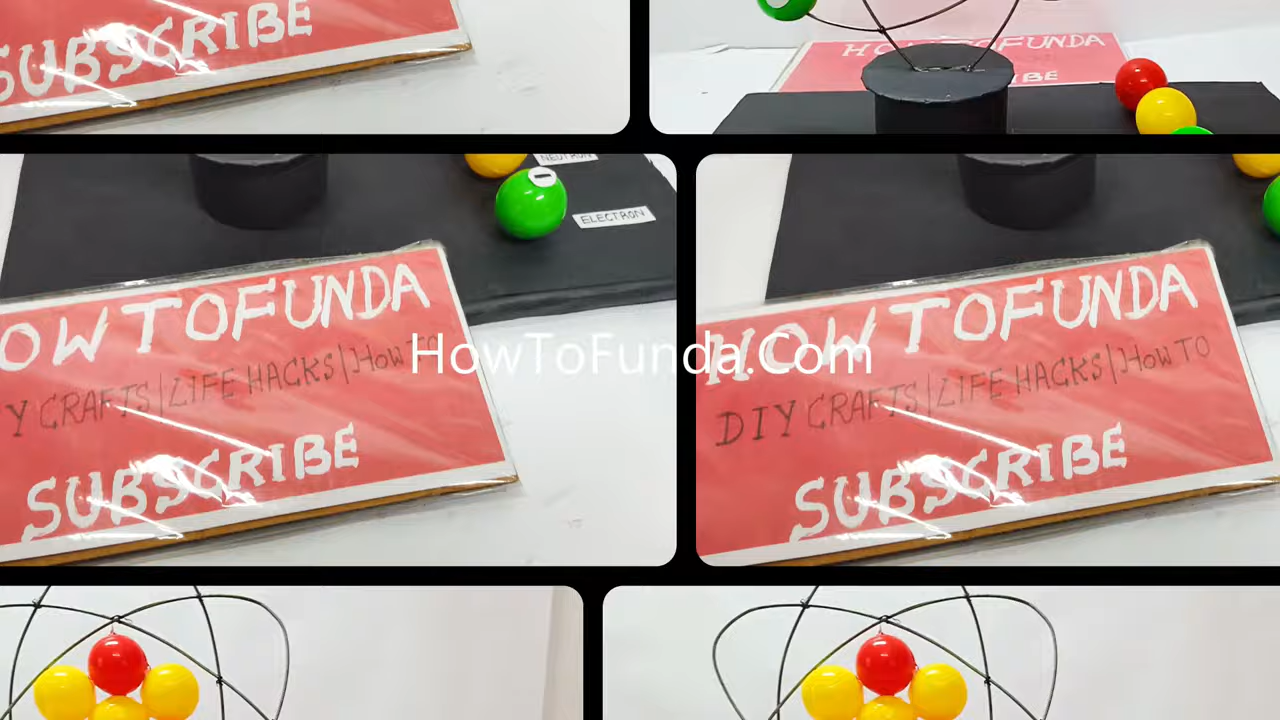 SUBSCRIBE
HOWTOFUNDA
NEUTRON
ELECTRON
OWTOFUNDA
Y CRAFTS|LIFE HACKS|HOW TO
SUBSCRIBE
HOWTOFUNDA
DIY CRAFTS|LIFE HACKS|HOW TO
SUBSCRIBE
HowToFunda.Com